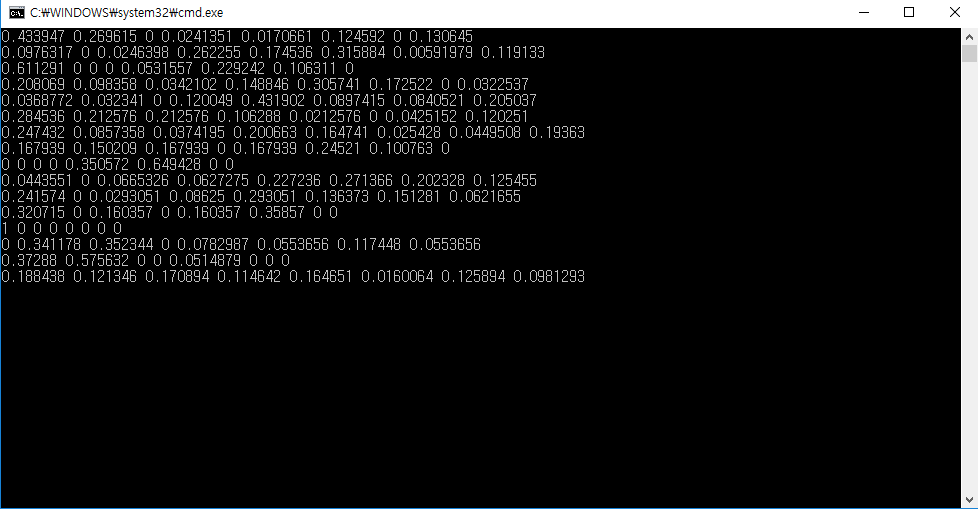 C:₩WINDOWS₩system32₩cmd.exe
0.433947 0.269615 0 0.0241351 0.0170661 0.124592 0 0.130645
0.0976317 0 0.0246398 0.262255 0.174536 0.315884 0.00591979 0.119133
0.611291 0 0 0 0.0531557 0.229242 0.106311 0
0.208069 0.098358 0.0342102 0.148846 0.305741 0.172522 0 0.0322537
0.0368772 0.032341 0 0.120049 0.431902 0.0897415 0.0840521 0.205037
0.284536 0.212576 0.212576 0.106288 0.0212576 0 0.0425152 0.120251
0.247432 0.0857358 0.0374195 0.200663 0.164741 0.025428 0.0449508 0.19363
0.167939 0.150209 0.167939 0 0.167939 0.24521 0.100763 0
0 0 0 0 0.350572 0.649428 0 0
0.0443551 0 0.0665326 0.0627275 0.227236 0.271366 0.202328 0.125455
0.241574 0 0.0293051 0.08625 0.293051 0.136373 0.151281 0.0621655
0.320715 0 0.160357 0 0.160357 0.35857 0 0
1 0 0 0 0 0 0 0
0 0.341178 0.352344 0 0.0782987 0.0553656 0.117448 0.0553656
0.37288 0.575632 0 0 0.0514879 0 0 0
0.188438 0.121346 0.170894 0.114642 0.164651 0.0160064 0.125894 0.0981293